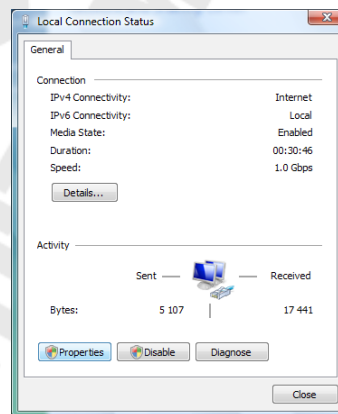 Local Connection Status
General
Connection
IPv4 Connectivity: Internet
IPv6 Connectivity: Local
Media State: Enabled
Duration: 00:30:46
Speed: 1.0 Gbps
Details...
Activity
Sent Received
Bytes: 5 107 17 441
Properties Disable Diagnose
Close